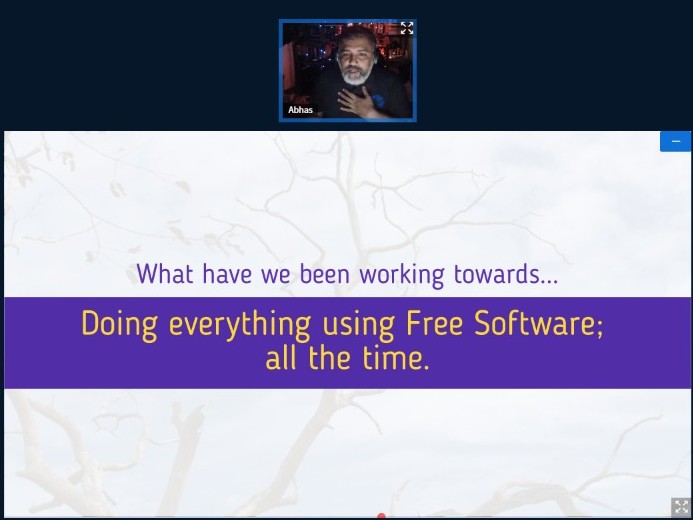 Abhas
What have we been working towards...
Doing everything using Free Software;
all the time.